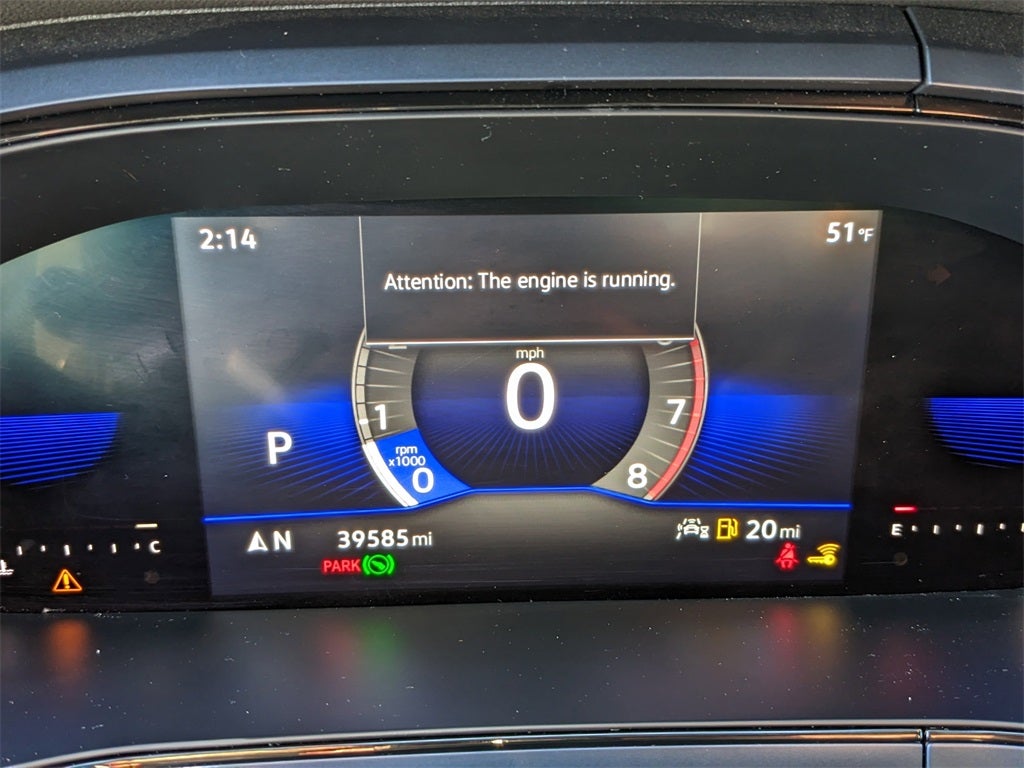 2:14
51°F
Attention: The engine is running.
mph
0
1
7
P
rpm
x1000
0
8
N
39585 mi
20 mi
E
C
PARK